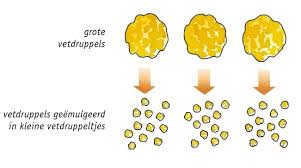 grote
vetdruppels
vetdruppels geëmulgeerd
in kleine vetdruppeltjes